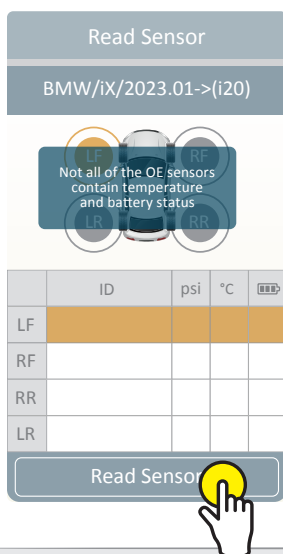 Read Sensor
BMW/iX/2023.01->(i20)
LF RF
Not all of the OE sensors
contain temperature
and battery status
LR RR
ID psi °C
LF
RF
RR
LR
Read Sensor